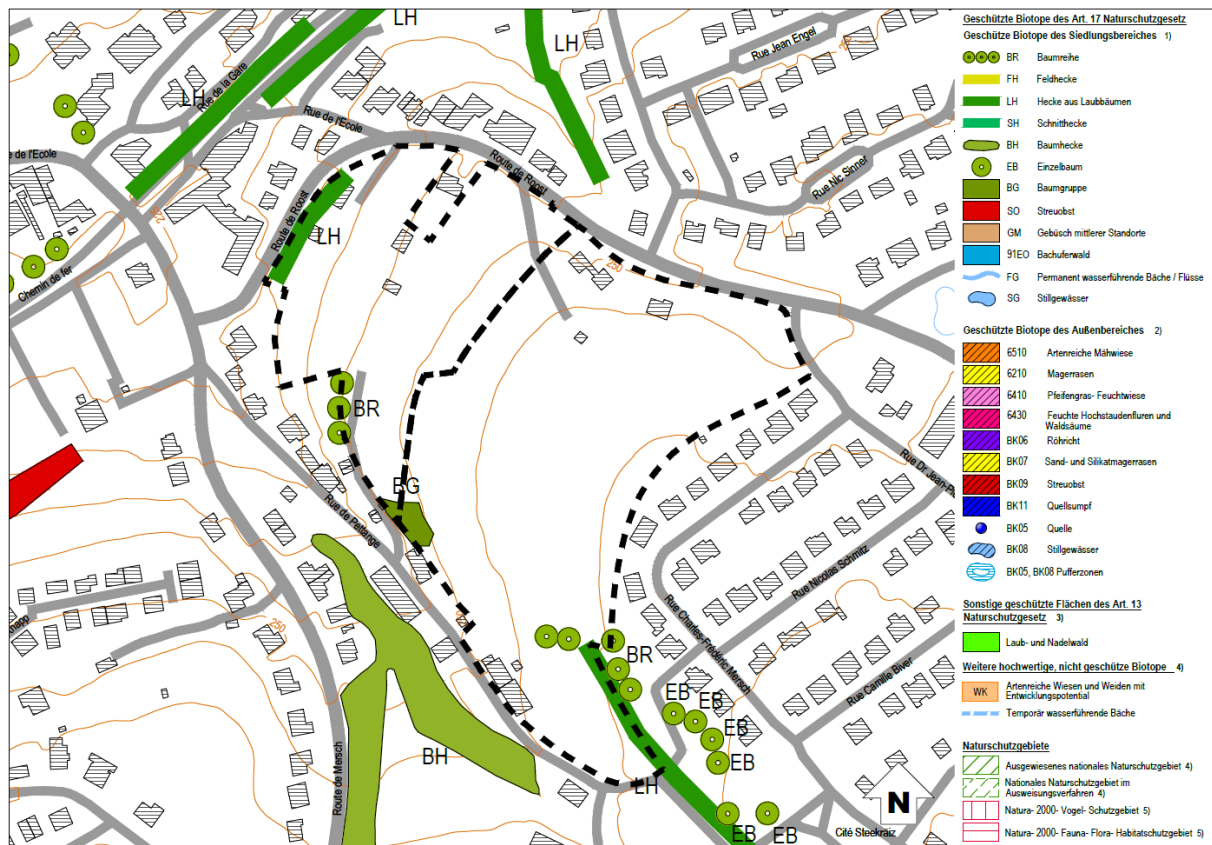 LH
LH
LH
Rue de la Gare
Rue Jean Engel
250
Rue de l'Ecole
e de l'Ecole
Route de Roost
Rue Nic Sinner
Route de Roost
LH
250
Chemin de fer
BR
BG
Rue de Pettange
Rue Nicolas Schmitz
Rue Charles-Frédéric Mersch
250
BR
Rue Camille Biver
EB
EB
EB
EB
BH
LH
Route de Mersch
EB
EB
N
Cité Steekraiz
Geschützte Biotope des Art. 17 Naturschutzgesetz
Geschütze Biotope des Siedlungsbereiches 1)
BR Baumreihe
FH Feldhecke
LH Hecke aus Laubbäumen
SH Schnitthecke
BH Baumhecke
EB Einzelbaum
BG Baumgruppe
SO Streuobst
GM Gebüsch mittlerer Standorte
91EO Bachuferwald
FG Permanent wasserführende Bäche / Flüsse
SG Stillgewässer
Geschützte Biotope des Außenbereiches 2)
6510 Artenreiche Mähwiese
6210 Magerrasen
6410 Pfeifengras- Feuchtwiese
6430 Feuchte Hochstaudenfluren und
Waldsäume
BK06 Röhricht
BK07 Sand- und Silikatmagerrasen
BK09 Streuobst
BK11 Quellsumpf
BK05 Quelle
BK08 Stillgewässer
BK05, BK08 Pufferzonen
Sonstige geschützte Flächen des Art. 13
Naturschutzgesetz 3)
Laub- und Nadelwald
Weitere hochwertige, nicht geschütze Biotope 4)
WK Artenreiche Wiesen und Weiden mit
Entwicklungspotential
Temporär wasserführende Bäche
Naturschutzgebiete
Ausgewiesenes nationales Naturschutzgebiet 4)
Nationales Naturschutzgebiet im
Ausweisungsverfahren 4)
Natura- 2000- Vogel- Schutzgebiet 5)
Natura- 2000- Fauna- Flora- Habitatschutzgebiet 5)